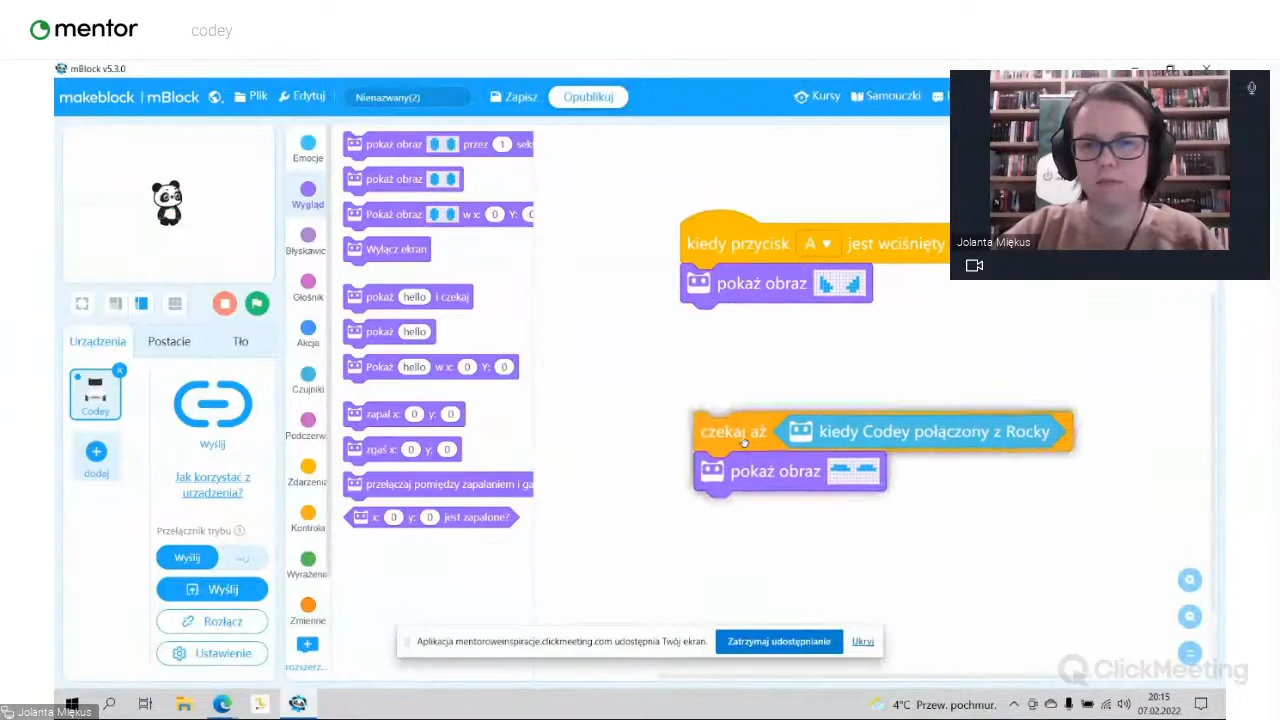 mentor
codey
mBlock v5.3.0
makeblock | mBlock
Plik
Edytuj
Nienazwany(2)
Zapisz
Opublikuj
Kursy
Samouczki
Jolanta Miękus
Emocje
Wygląd
Błyskawic
Głośnik
Akcja
Czujniki
Podczerw
Zdarzenia
Kontrola
Wyrażenia
Zmienne
rozszerz...
pokaż obraz przez 1 sek
pokaż obraz
Pokaż obraz w x: 0 Y: 0
Wyłącz ekran
pokaż hello i czekaj
pokaż hello
Pokaż hello w x: 0 Y: 0
zapal x: 0 y: 0
zgaś x: 0 y: 0
przełączaj pomiędzy zapalaniem i ga
x: 0 y: 0 jest zapalone?
kiedy przycisk A jest wciśnięty
pokaż obraz
czekaj aż kiedy Codey połączony z Rocky
pokaż obraz
Urządzenia
Postacie
Tło
Codey
dodaj
Wyślij
Jak korzystać z
urządzenia?
Przełącznik trybu
Wyślij
Wyślij
Rozłącz
Ustawienie
Aplikacja mentoroweinspiracje.clickmeeting.com udostępnia Twój ekran.
Zatrzymaj udostępnianie
Ukryj
ClickMeeting
4°C Przew. pochmur.
20:15
07.02.2022
Jolanta Miękus